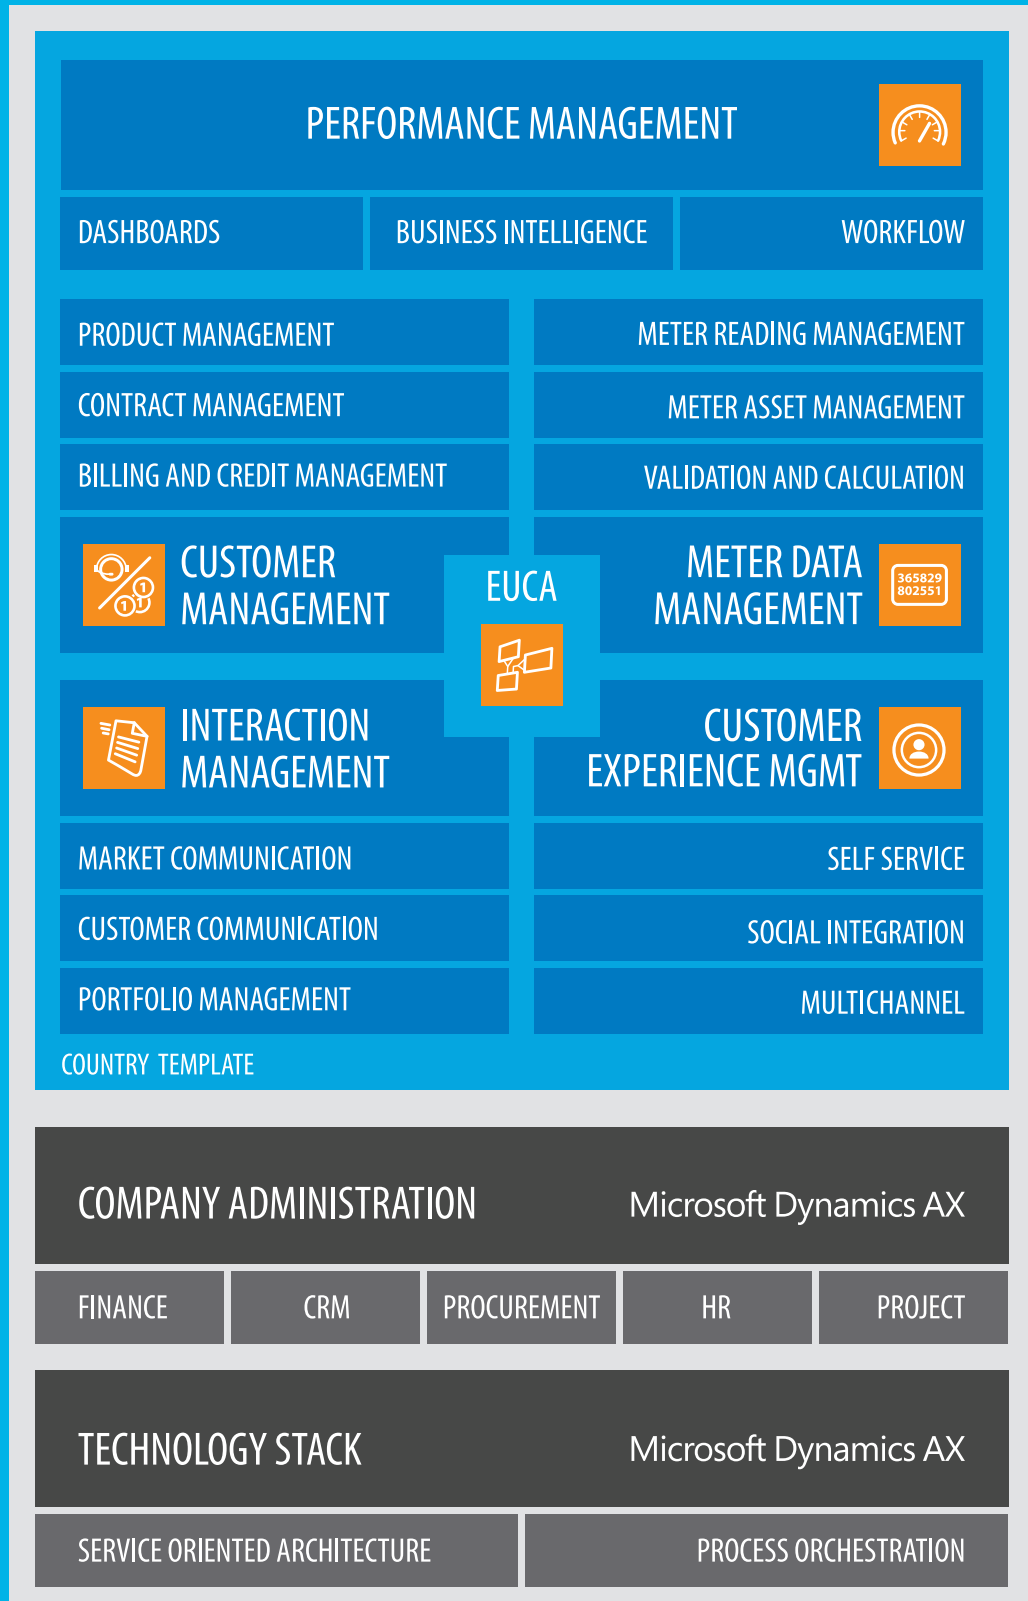 PERFORMANCE MANAGEMENT
DASHBOARDS
BUSINESS INTELLIGENCE
WORKFLOW
PRODUCT MANAGEMENT
CONTRACT MANAGEMENT
BILLING AND CREDIT MANAGEMENT
CUSTOMER
MANAGEMENT
1
1
1
METER READING MANAGEMENT
METER ASSET MANAGEMENT
VALIDATION AND CALCULATION
METER DATA
MANAGEMENT
365829
802551
EUCA
INTERACTION
MANAGEMENT
MARKET COMMUNICATION
CUSTOMER COMMUNICATION
PORTFOLIO MANAGEMENT
CUSTOMER
EXPERIENCE MGMT
SELF SERVICE
SOCIAL INTEGRATION
MULTICHANNEL
COUNTRY TEMPLATE
COMPANY ADMINISTRATION
Microsoft Dynamics AX
FINANCE
CRM
PROCUREMENT
HR
PROJECT
TECHNOLOGY STACK
Microsoft Dynamics AX
SERVICE ORIENTED ARCHITECTURE
PROCESS ORCHESTRATION